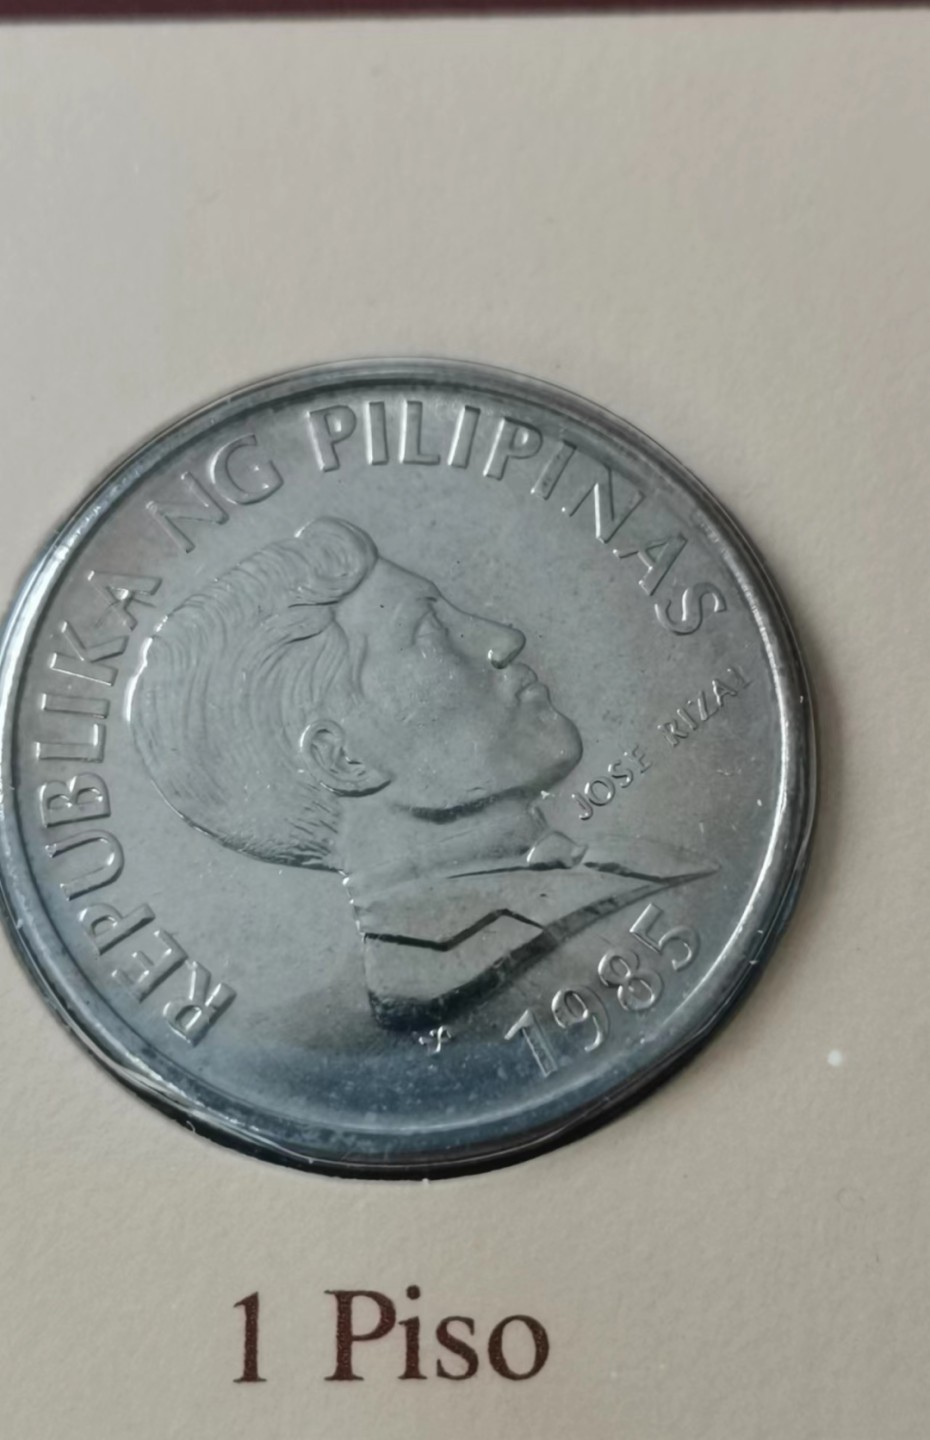 REPUBLIKA NG PILIPINAS
JOSE RIZAL
1985
1 Piso